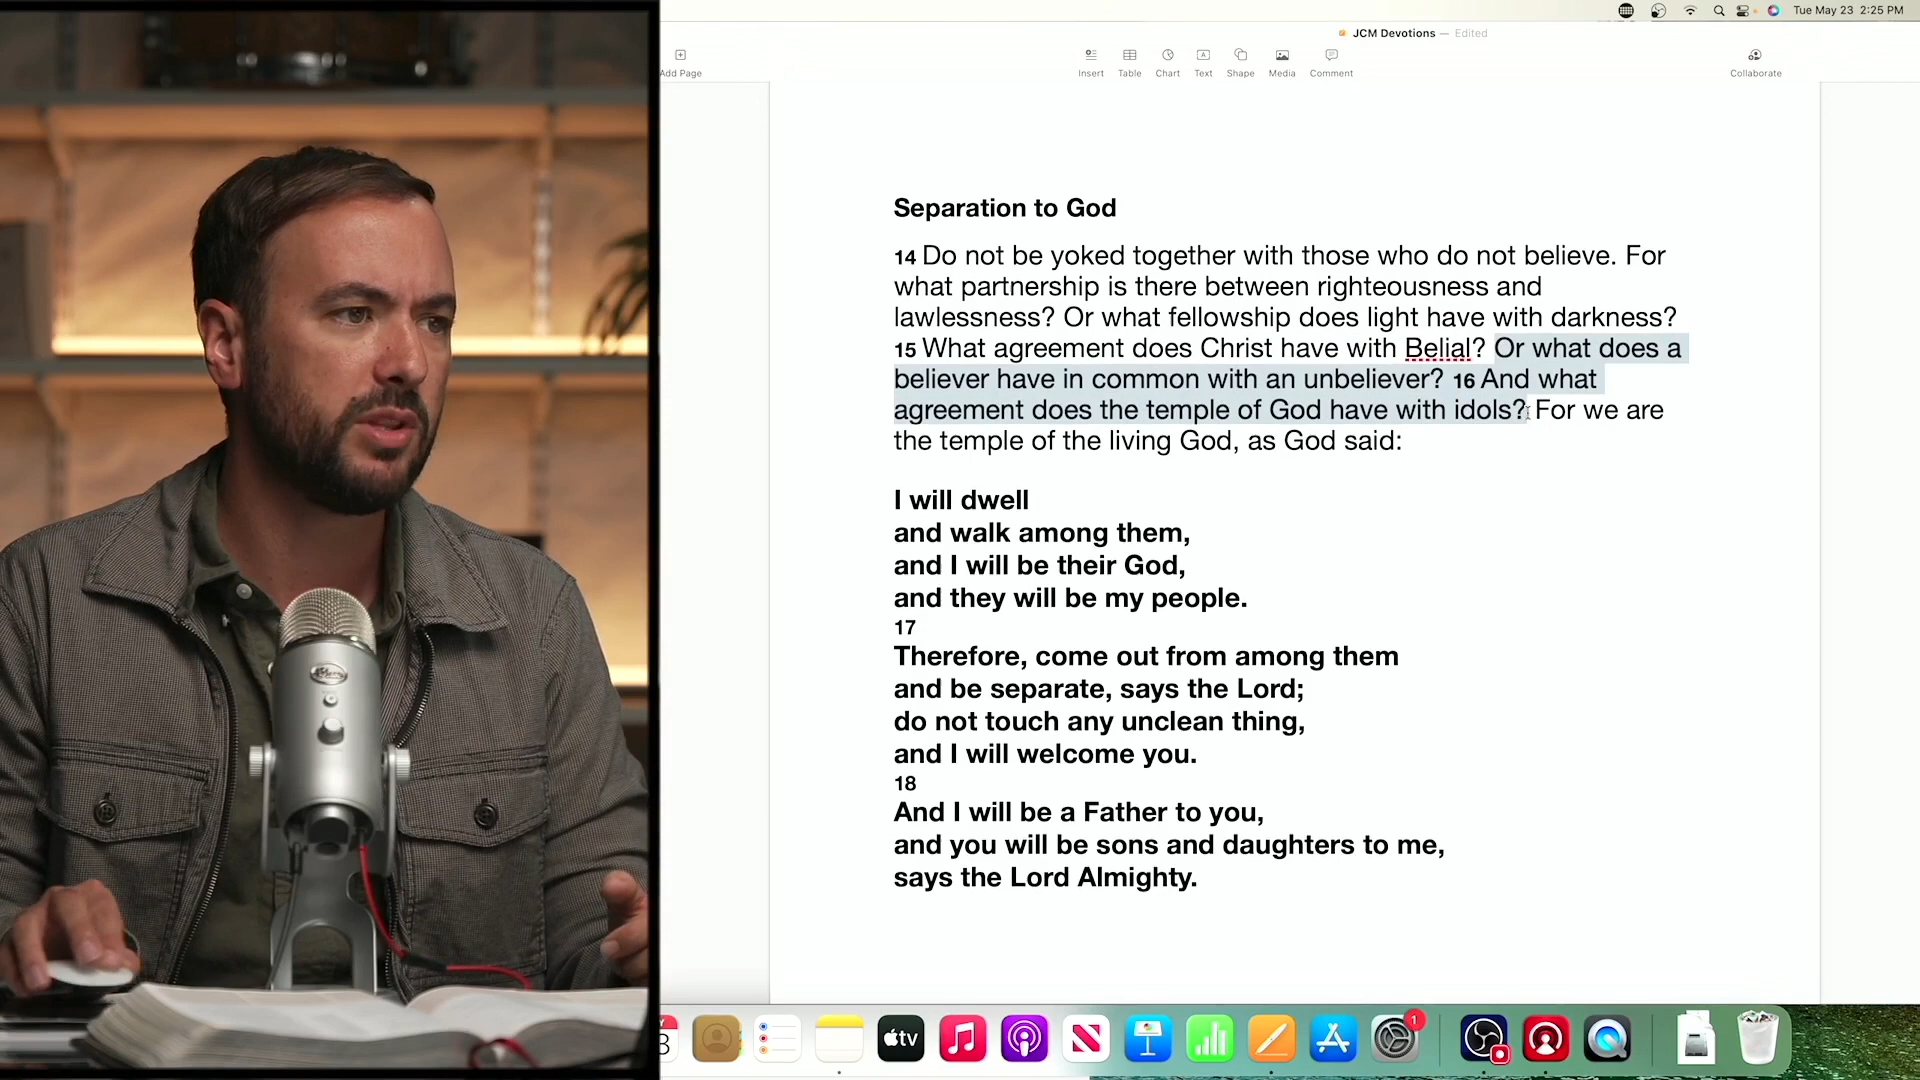 Tue May 23 2:25 PM
JCM Devotions — Edited
Add Page
Insert
Table
Chart
Text
Shape
Media
Comment
Collaborate
Separation to God
14 Do not be yoked together with those who do not believe. For
what partnership is there between righteousness and
lawlessness? Or what fellowship does light have with darkness?
15 What agreement does Christ have with Belial? Or what does a
believer have in common with an unbeliever? 16 And what
agreement does the temple of God have with idols? For we are
the temple of the living God, as God said:
I will dwell
and walk among them,
and I will be their God,
and they will be my people.
17
Therefore, come out from among them
and be separate, says the Lord;
do not touch any unclean thing,
and I will welcome you.
18
And I will be a Father to you,
and you will be sons and daughters to me,
says the Lord Almighty.
tv
1